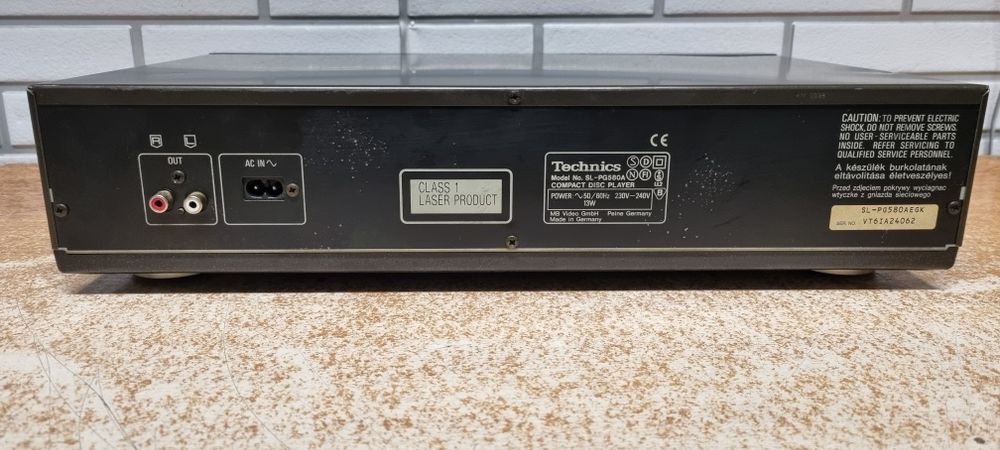 R L
OUT
AC IN ∿
CLASS 1
LASER PRODUCT
CE
Technics
Model No. SL-PG580A
COMPACT DISC PLAYER
S D
N R
B
POWER ∿50/60Hz 230V-240V
13W
MB Video GmbH Peine Germany
Made in Germany
CAUTION: TO PREVENT ELECTRIC
SHOCK, DO NOT REMOVE SCREWS.
NO USER-SERVICEABLE PARTS
INSIDE. REFER SERVICING TO
QUALIFIED SERVICE PERSONNEL.
A készülék burkolatának
eltávolitása életveszélyes!
Przed zdjeciem pokrywy wyciagnac
wtyczke z gniazda sieciowego
SL-PG580AEGK
SER. NO. VT6IA24062